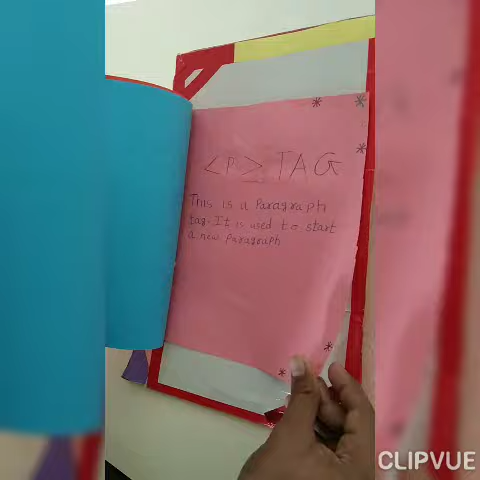 <P> TAG
This is a Paragraph
tag. It is used to start
a new Paragraph
CLIPVUE